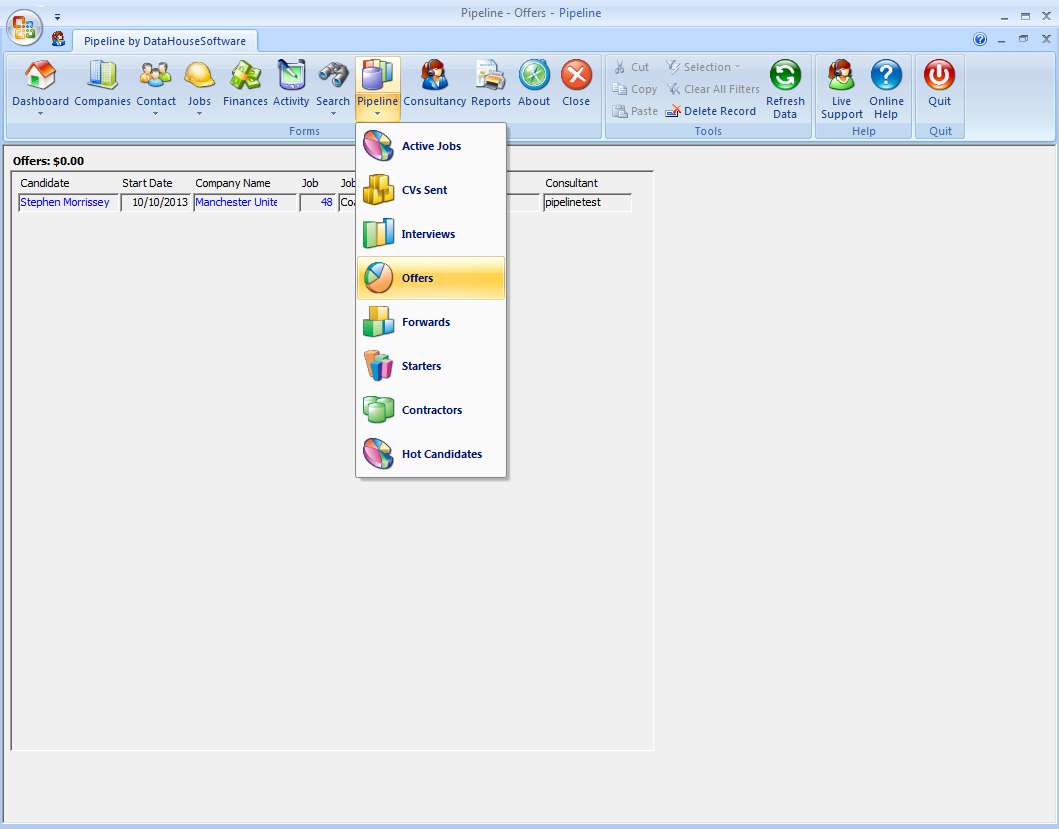 Pipeline - Offers - Pipeline
Pipeline by DataHouseSoftware
Dashboard Companies Contact Jobs Finances Activity Search Pipeline Consultancy Reports About Close
Cut Selection
Copy Clear All Filters
Paste Delete Record
Refresh Data
Live Support
Online Help
Quit
Forms Tools Help Quit
Offers: $0.00
Candidate Start Date Company Name Job Consultant
Stephen Morrissey 10/10/2013 Manchester 48 pipelinetest
Active Jobs
CVs Sent
Interviews
Offers
Forwards
Starters
Contractors
Hot Candidates